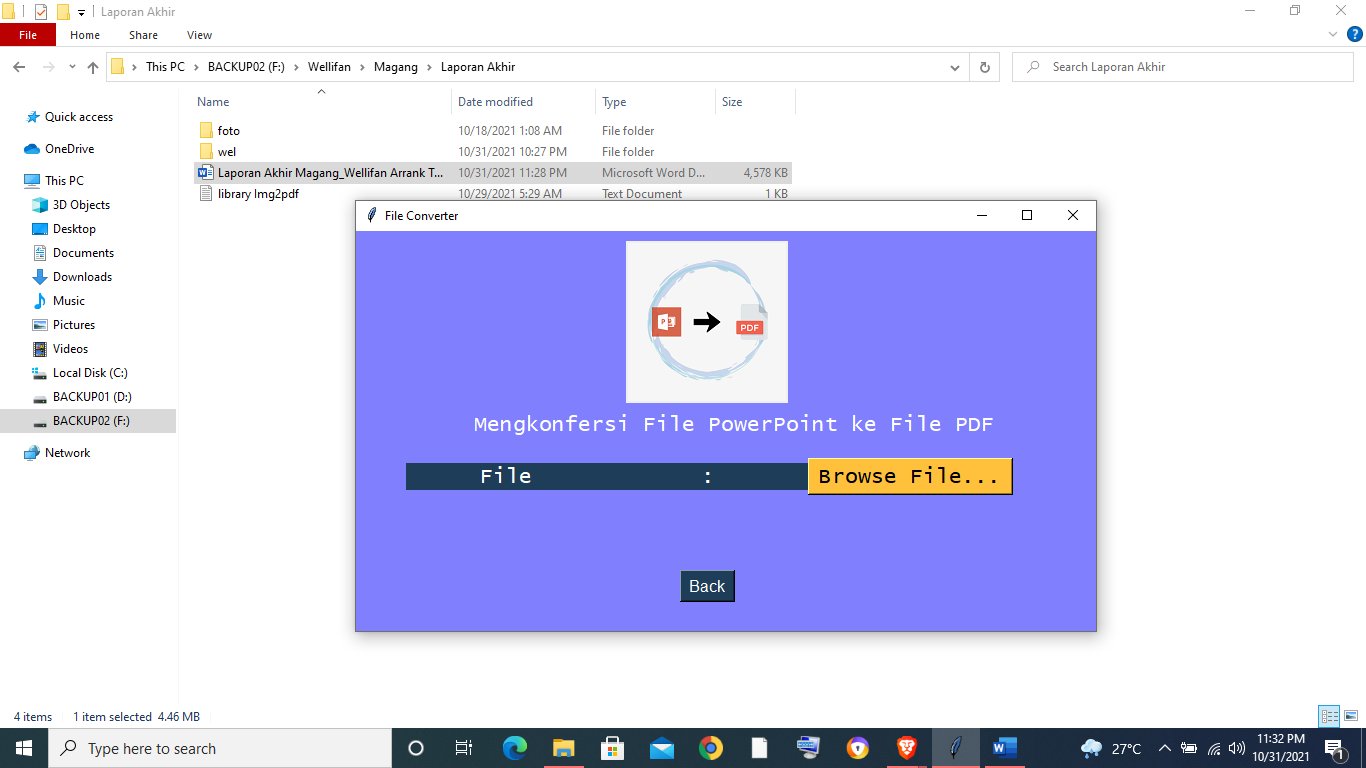 Laporan Akhir
File Home Share View
This PC BACKUP02 (F:) Wellifan Magang Laporan Akhir
Search Laporan Akhir
Name Date modified Type Size
Quick access
OneDrive
This PC
3D Objects
Desktop
Documents
Downloads
Music
Pictures
Videos
Local Disk (C:)
BACKUP01 (D:)
BACKUP02 (F:)
Network
foto 10/18/2021 1:08 AM File folder
wel 10/31/2021 10:27 PM File folder
Laporan Akhir Magang_Wellifan Arrank T... 10/31/2021 11:28 PM Microsoft Word D... 4,578 KB
library Img2pdf 10/29/2021 5:29 AM Text Document 1 KB
File Converter
PDF
Mengkonfersi File PowerPoint ke File PDF
File : Browse File...
Back
4 items 1 item selected 4.46 MB
Type here to search
27°C
11:32 PM
10/31/2021
1